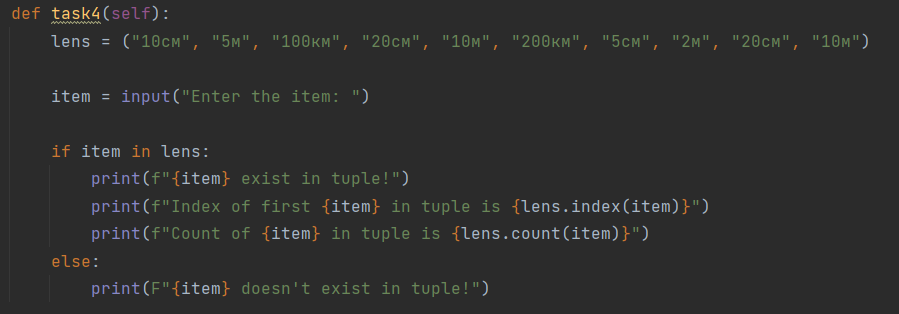 def task4(self):
    lens = ("10см", "5м", "100км", "20см", "10м", "200км", "5см", "2м", "20см", "10м")
    item = input("Enter the item: ")
    if item in lens:
        print(f"{item} exist in tuple!")
        print(f"Index of first {item} in tuple is {lens.index(item)}")
        print(f"Count of {item} in tuple is {lens.count(item)}")
    else:
        print(F"{item} doesn't exist in tuple!")